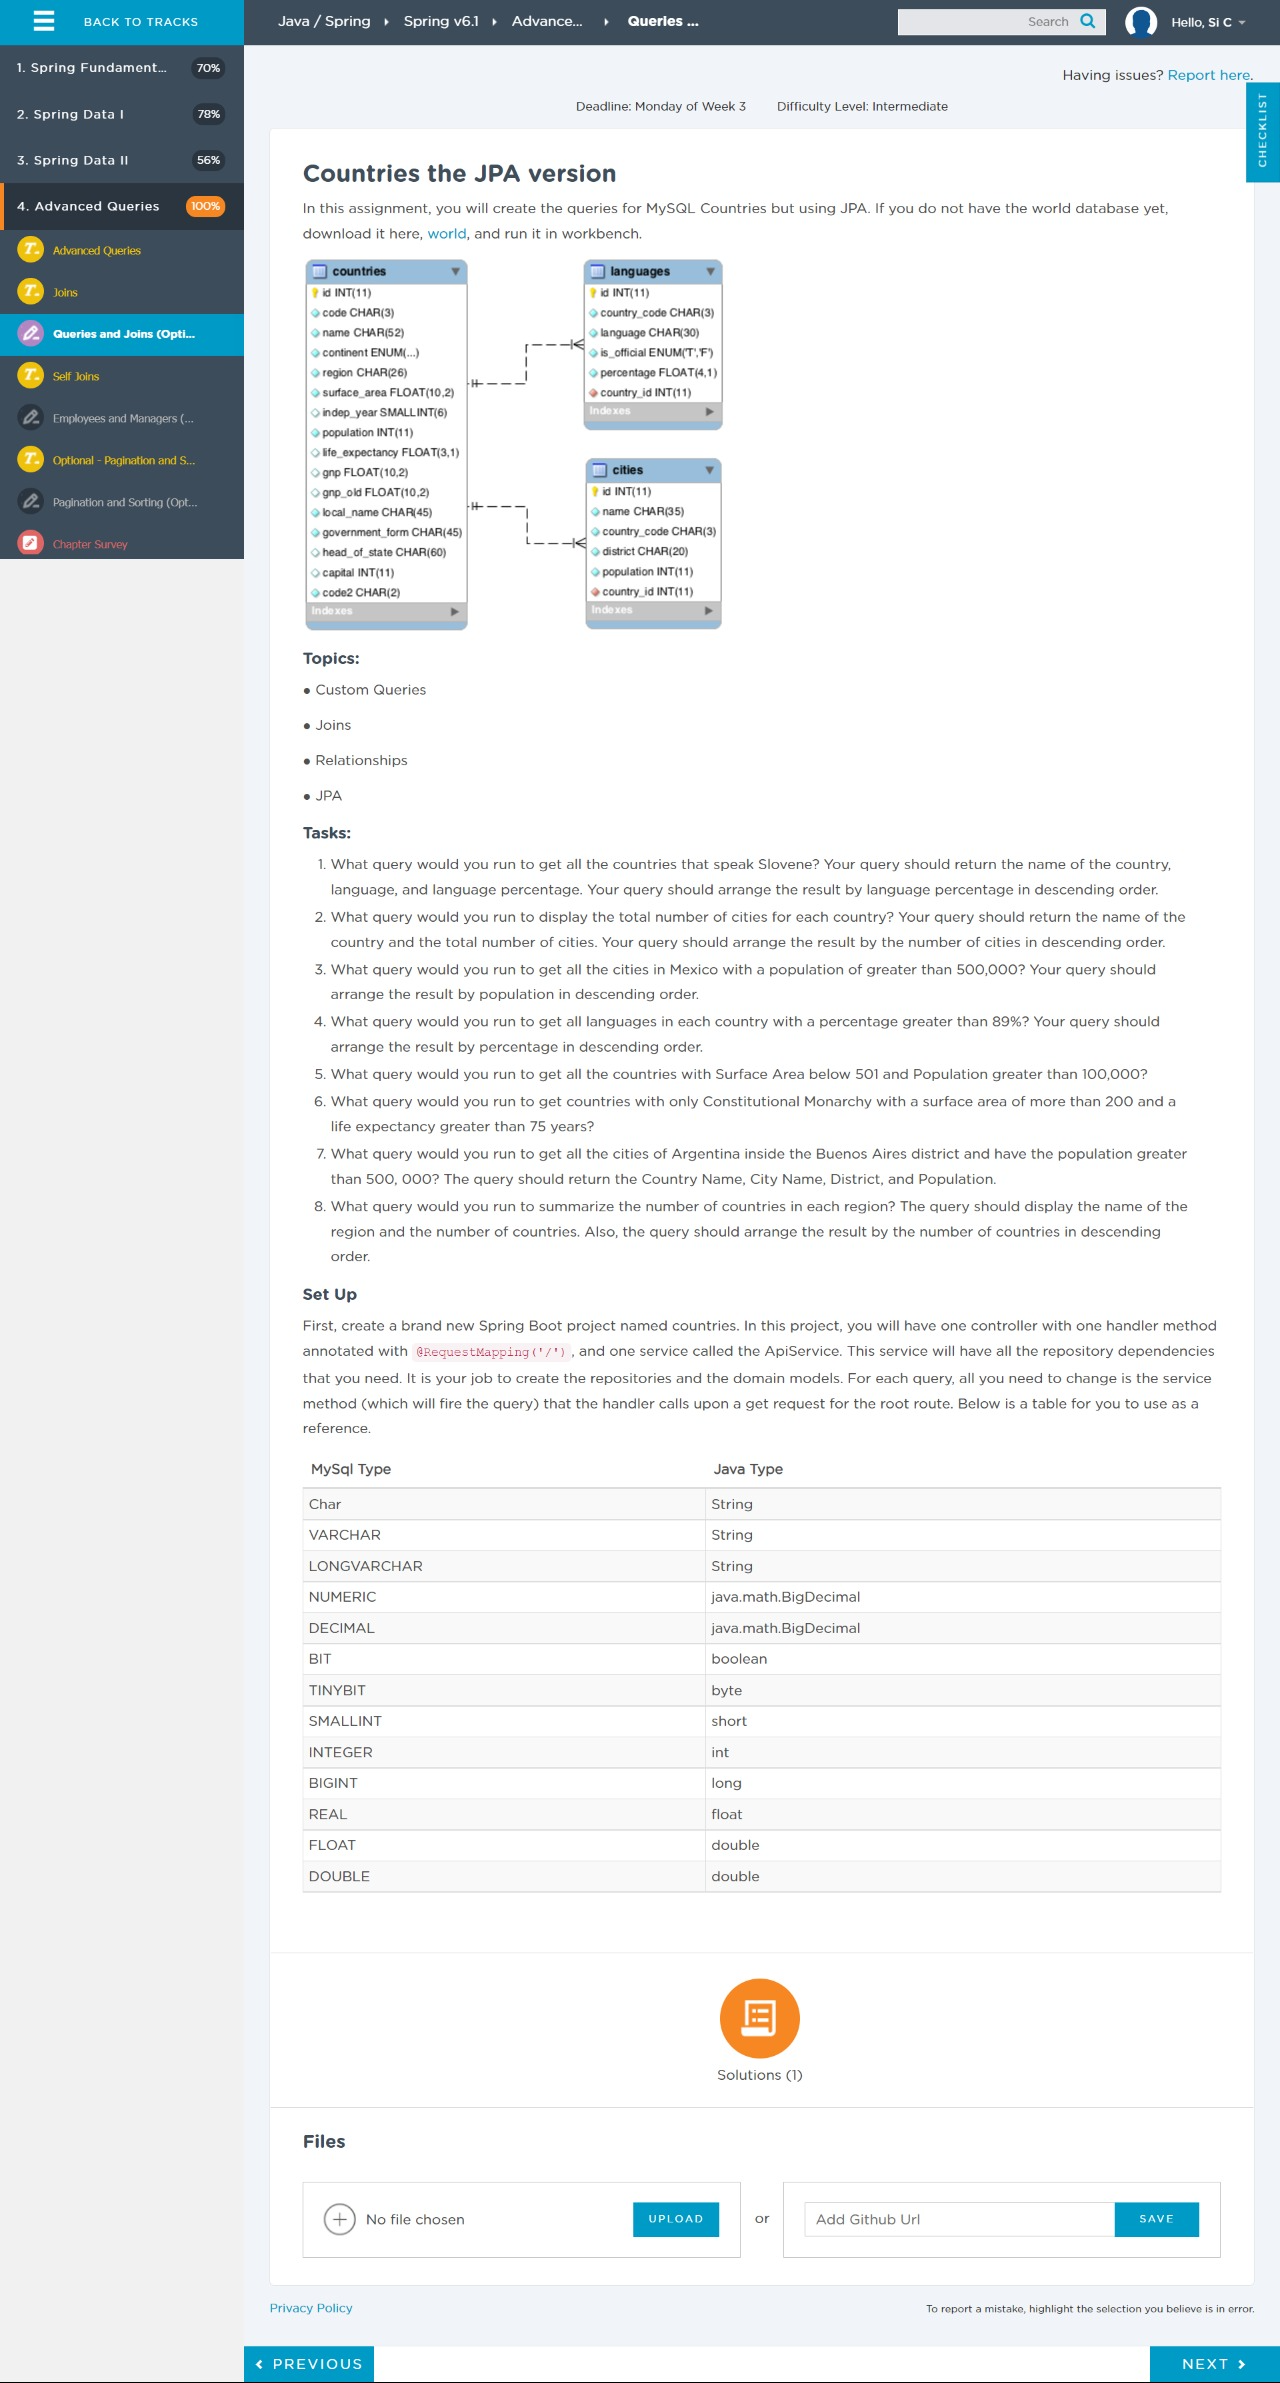 BACK TO TRACKS
Java / Spring
Spring v6.1
Advance...
Queries ...
Search
Hello, Si C
1. Spring Fundament... 70%
2. Spring Data I 78%
3. Spring Data II 56%
4. Advanced Queries 100%
Advanced Queries
Joins
Queries and Joins (Opti...
Self Joins
Employees and Managers (...
Optional - Pagination and S...
Pagination and Sorting (Opt...
Chapter Survey
Having issues? Report here.
CHECKLIST
Deadline: Monday of Week 3 Difficulty Level: Intermediate
Countries the JPA version
In this assignment, you will create the queries for MySQL Countries but using JPA. If you do not have the world database yet,
download it here, world, and run it in workbench.
countries
id INT(11)
code CHAR(3)
name CHAR(52)
continent ENUM(...)
region CHAR(26)
surface_area FLOAT(10,2)
indep_year SMALLINT(6)
population INT(11)
life_expectancy FLOAT(3,1)
gnp FLOAT(10,2)
gnp_old FLOAT(10,2)
local_name CHAR(45)
government_form CHAR(45)
head_of_state CHAR(60)
capital INT(11)
code2 CHAR(2)
Indexes
languages
id INT(11)
country_code CHAR(3)
language CHAR(30)
is_official ENUM('T','F')
percentage FLOAT(4,1)
country_id INT(11)
Indexes
cities
id INT(11)
name CHAR(35)
country_code CHAR(3)
district CHAR(20)
population INT(11)
country_id INT(11)
Indexes
Topics:
● Custom Queries
● Joins
● Relationships
● JPA
Tasks:
1. What query would you run to get all the countries that speak Slovene? Your query should return the name of the country,
language, and language percentage. Your query should arrange the result by language percentage in descending order.
2. What query would you run to display the total number of cities for each country? Your query should return the name of the
country and the total number of cities. Your query should arrange the result by the number of cities in descending order.
3. What query would you run to get all the cities in Mexico with a population of greater than 500,000? Your query should
arrange the result by population in descending order.
4. What query would you run to get all languages in each country with a percentage greater than 89%? Your query should
arrange the result by percentage in descending order.
5. What query would you run to get all the countries with Surface Area below 501 and Population greater than 100,000?
6. What query would you run to get countries with only Constitutional Monarchy with a surface area of more than 200 and a
life expectancy greater than 75 years?
7. What query would you run to get all the cities of Argentina inside the Buenos Aires district and have the population greater
than 500, 000? The query should return the Country Name, City Name, District, and Population.
8. What query would you run to summarize the number of countries in each region? The query should display the name of the
region and the number of countries. Also, the query should arrange the result by the number of countries in descending
order.
Set Up
First, create a brand new Spring Boot project named countries. In this project, you will have one controller with one handler method
annotated with @RequestMapping('/'), and one service called the ApiService. This service will have all the repository dependencies
that you need. It is your job to create the repositories and the domain models. For each query, all you need to change is the service
method (which will fire the query) that the handler calls upon a get request for the root route. Below is a table for you to use as a
reference.
MySql Type Java Type
Char String
VARCHAR String
LONGVARCHAR String
NUMERIC java.math.BigDecimal
DECIMAL java.math.BigDecimal
BIT boolean
TINYBIT byte
SMALLINT short
INTEGER int
BIGINT long
REAL float
FLOAT double
DOUBLE double
Solutions (1)
Files
No file chosen UPLOAD or Add Github Url SAVE
Privacy Policy
To report a mistake, highlight the selection you believe is in error.
PREVIOUS
NEXT